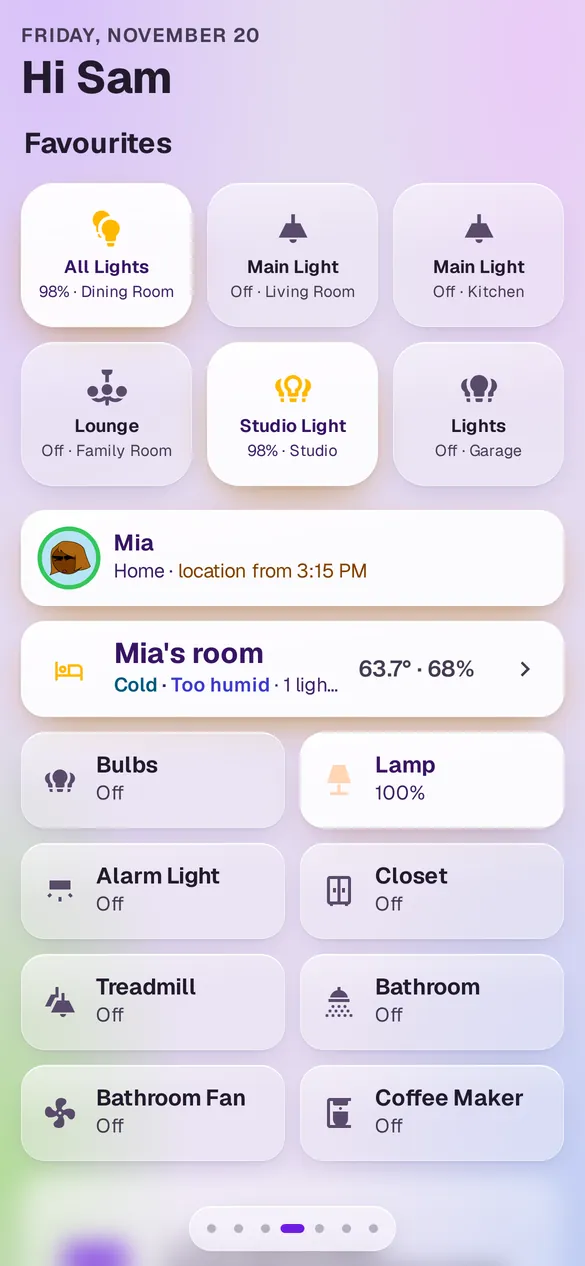 FRIDAY, NOVEMBER 20
Hi Sam
Favourites
All Lights
98% · Dining Room
Main Light
Off · Living Room
Main Light
Off · Kitchen
Lounge
Off · Family Room
Studio Light
98% · Studio
Lights
Off · Garage
Mia
Home · location from 3:15 PM
Mia's room
Cold · Too humid · 1 ligh...
63.7° · 68%
Bulbs
Off
Lamp
100%
Alarm Light
Off
Closet
Off
Treadmill
Off
Bathroom
Off
Bathroom Fan
Off
Coffee Maker
Off